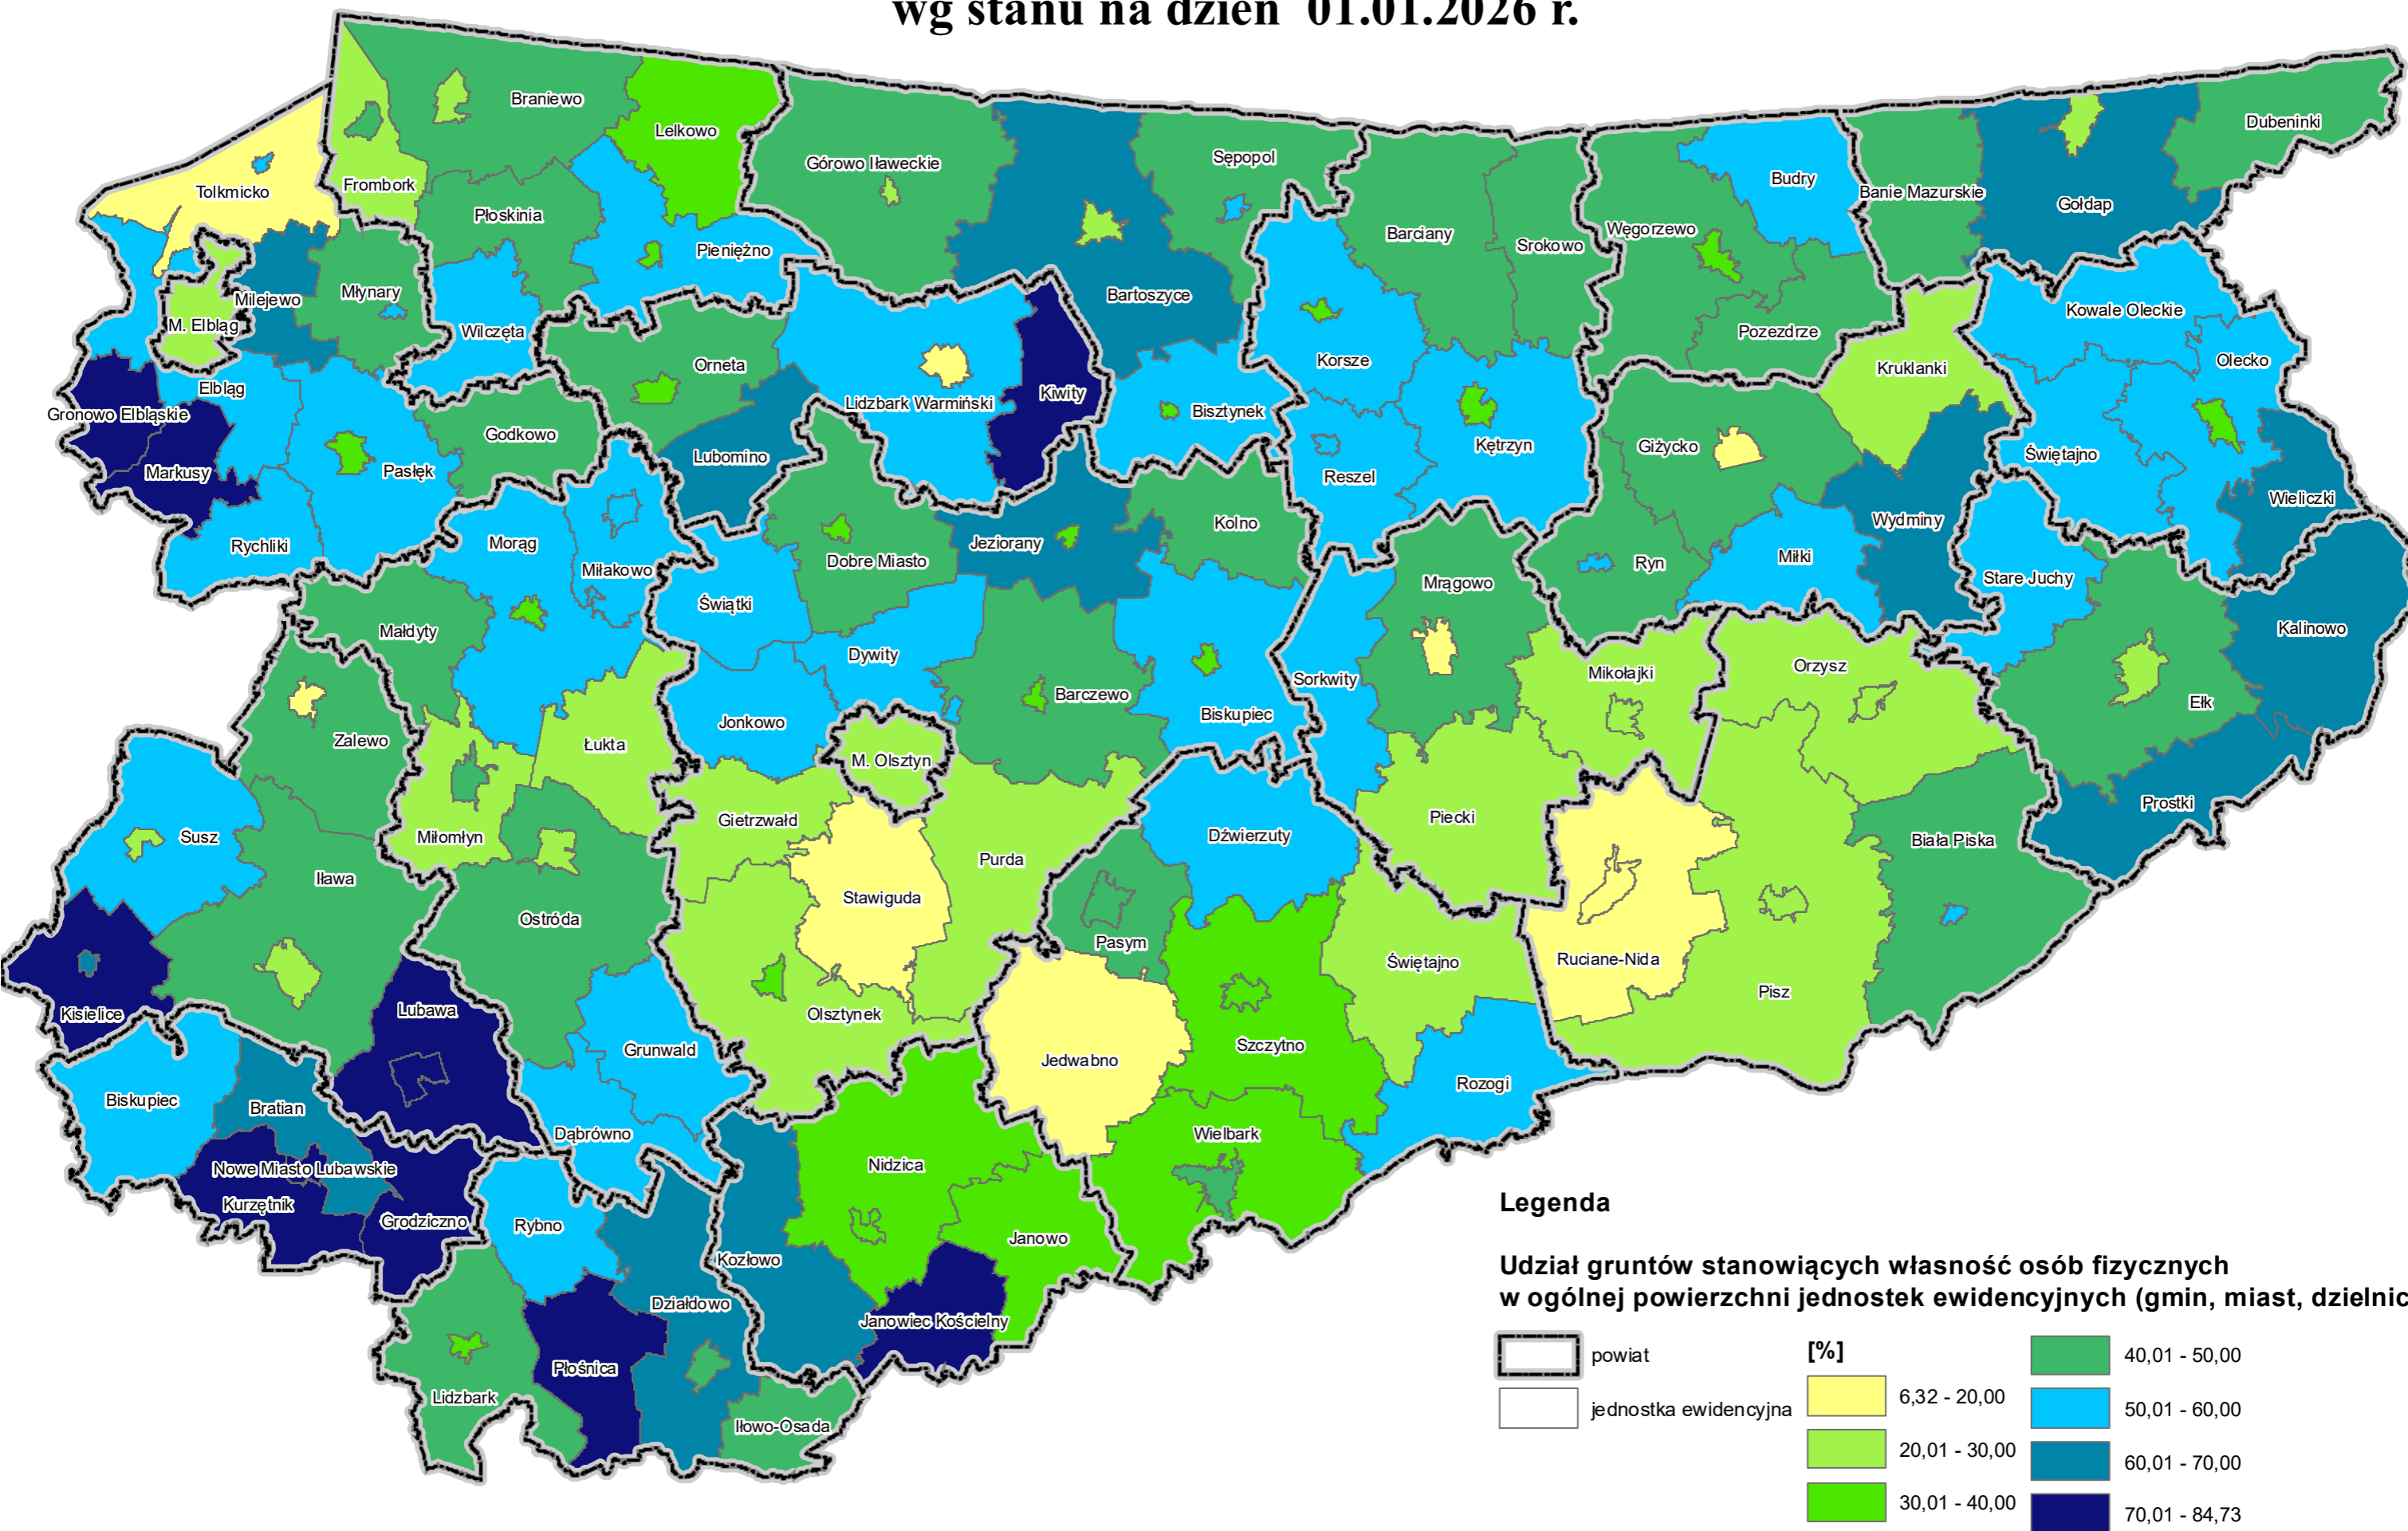 wg stanu na dzień 01.01.2026 r.
Braniewo
Lelkowo
Dubeninki
Górowo Iławeckie
Sępopol
Tolkmicko
Frombork
Budry
Banie Mazurskie
Gołdap
Płoskinia
Pieniężno
Barciany
Srokowo
Węgorzewo
Młynary
Milejewo
M. Elbląg
Wilczęta
Bartoszyce
Kowale Oleckie
Pozezdrze
Olecko
Orneta
Korsze
Kruklanki
Elbląg
Gronowo Elbląskie
Lidzbark Warmiński
Kiwity
Bisztynek
Godkowo
Kętrzyn
Giżycko
Świętajno
Markusy
Pasłęk
Lubomino
Reszel
Wieliczki
Rychliki
Morąg
Miłakowo
Dobre Miasto
Jeziorany
Kolno
Wydminy
Mrągowo
Ryn
Miłki
Stare Juchy
Świątki
Małdyty
Kalinowo
Dywity
Barczewo
Sorkwity
Mikołajki
Orzysz
Ełk
Zalewo
Łukta
Jonkowo
Biskupiec
M. Olsztyn
Prostki
Susz
Miłomłyn
Gietrzwałd
Dźwierzuty
Piecki
Biała Piska
Iława
Purda
Stawiguda
Ostróda
Pasym
Świętajno
Ruciane-Nida
Pisz
Kisielice
Lubawa
Olsztynek
Grunwald
Jedwabno
Szczytno
Rozogi
Biskupiec
Bratian
Dąbrówno
Wielbark
Nowe Miasto Lubawskie
Nidzica
Kurzętnik
Grodziczno
Rybno
Janowo
Kozłowo
Działdowo
Janowiec Kościelny
Płośnica
Lidzbark
Iłowo-Osada
Legenda
Udział gruntów stanowiących własność osób fizycznych
w ogólnej powierzchni jednostek ewidencyjnych (gmin, miast, dzielnic
powiat
jednostka ewidencyjna
[%]
6,32 - 20,00
20,01 - 30,00
30,01 - 40,00
40,01 - 50,00
50,01 - 60,00
60,01 - 70,00
70,01 - 84,73